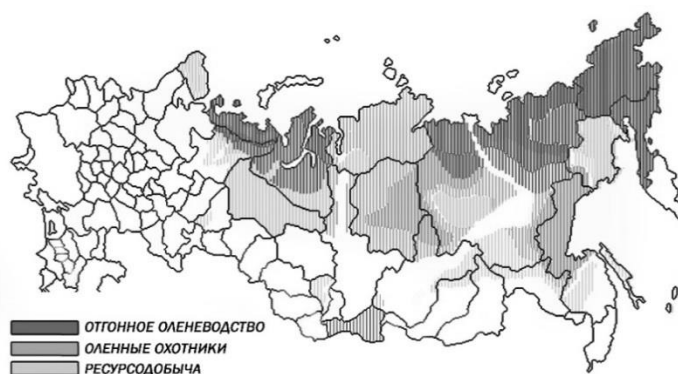 ОТГОННОЕ ОЛЕНЕВОДСТВО
ОЛЕННЫЕ ОХОТНИКИ
РЕСУРСОДОБЫЧА